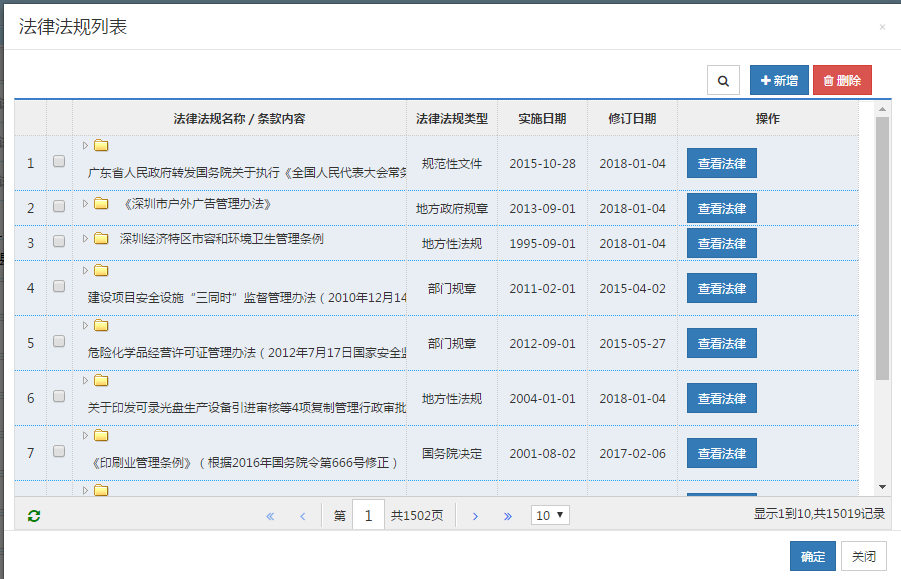 法律法规列表
×
新增 删除
法律法规名称 / 条款内容 法律法规类型 实施日期 修订日期 操作
1 广东省人民政府转发国务院关于执行《全国人民代表大会常务 规范性文件 2015-10-28 2018-01-04 查看法律
2 《深圳市户外广告管理办法》 地方政府规章 2013-09-01 2018-01-04 查看法律
3 深圳经济特区市容和环境卫生管理条例 地方性法规 1995-09-01 2018-01-04 查看法律
4 建设项目安全设施“三同时”监督管理办法（2010年12月14 部门规章 2011-02-01 2015-04-02 查看法律
5 危险化学品经营许可证管理办法（2012年7月17日国家安全监 部门规章 2012-09-01 2015-05-27 查看法律
6 关于印发可录光盘生产设备引进审核等4项复制管理行政审批 地方性法规 2004-01-01 2018-01-04 查看法律
7 《印刷业管理条例》（根据2016年国务院令第666号修正） 国务院决定 2001-08-02 2017-02-06 查看法律
« ‹ 第 1 共1502页 › » 10 ▼ 显示1到10,共15019记录
确定 关闭